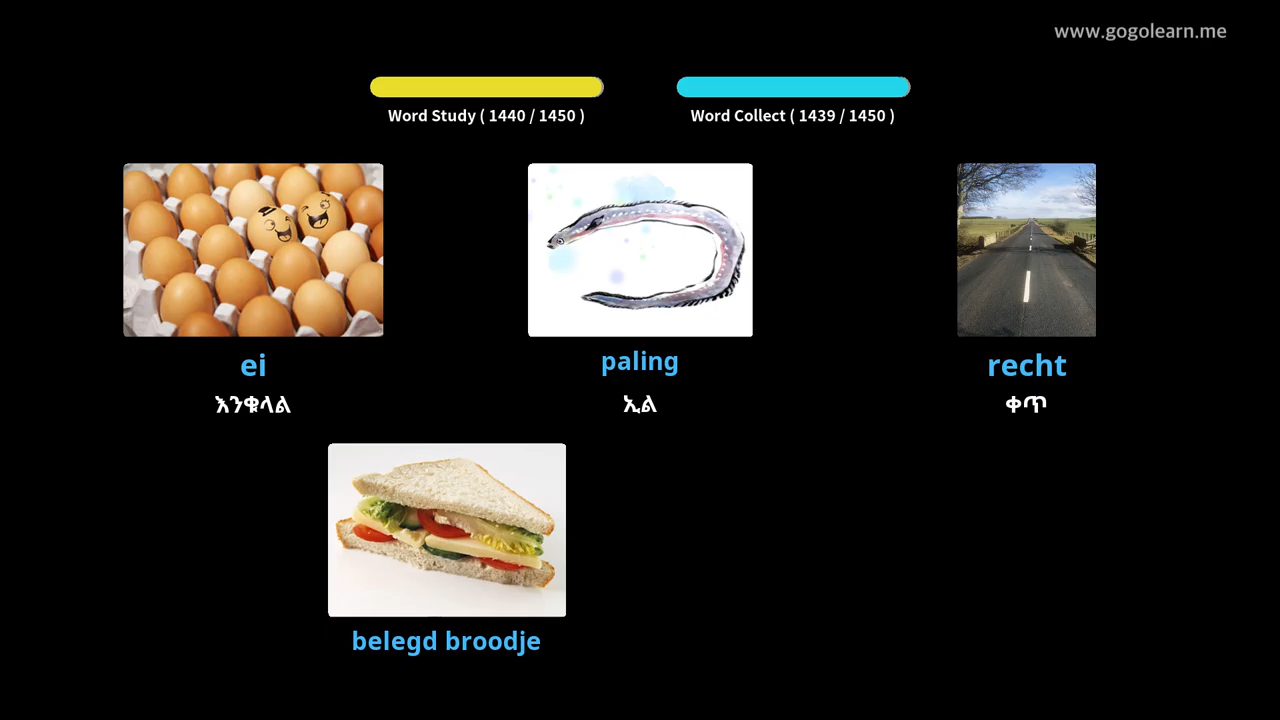 www.gogolearn.me
Word Study ( 1440 / 1450 )
Word Collect ( 1439 / 1450 )
ei
paling
recht
እንቁላል
ኢል
ቀጥ
belegd broodje